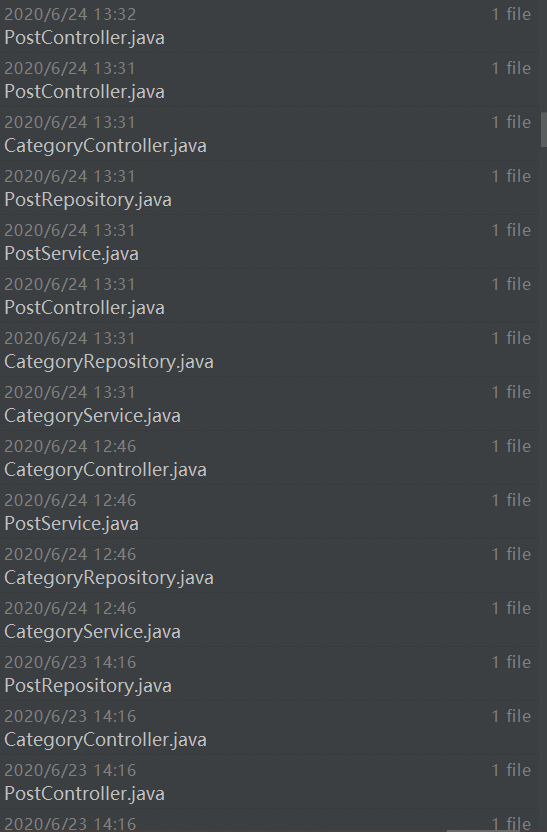 2020/6/24 13:32 1 file
PostController.java
2020/6/24 13:31 1 file
PostController.java
2020/6/24 13:31 1 file
CategoryController.java
2020/6/24 13:31 1 file
PostRepository.java
2020/6/24 13:31 1 file
PostService.java
2020/6/24 13:31 1 file
PostController.java
2020/6/24 13:31 1 file
CategoryRepository.java
2020/6/24 13:31 1 file
CategoryService.java
2020/6/24 12:46 1 file
CategoryController.java
2020/6/24 12:46 1 file
PostService.java
2020/6/24 12:46 1 file
CategoryRepository.java
2020/6/24 12:46 1 file
CategoryService.java
2020/6/23 14:16 1 file
PostRepository.java
2020/6/23 14:16 1 file
CategoryController.java
2020/6/23 14:16 1 file
PostController.java
2020/6/23 14:16 1 file